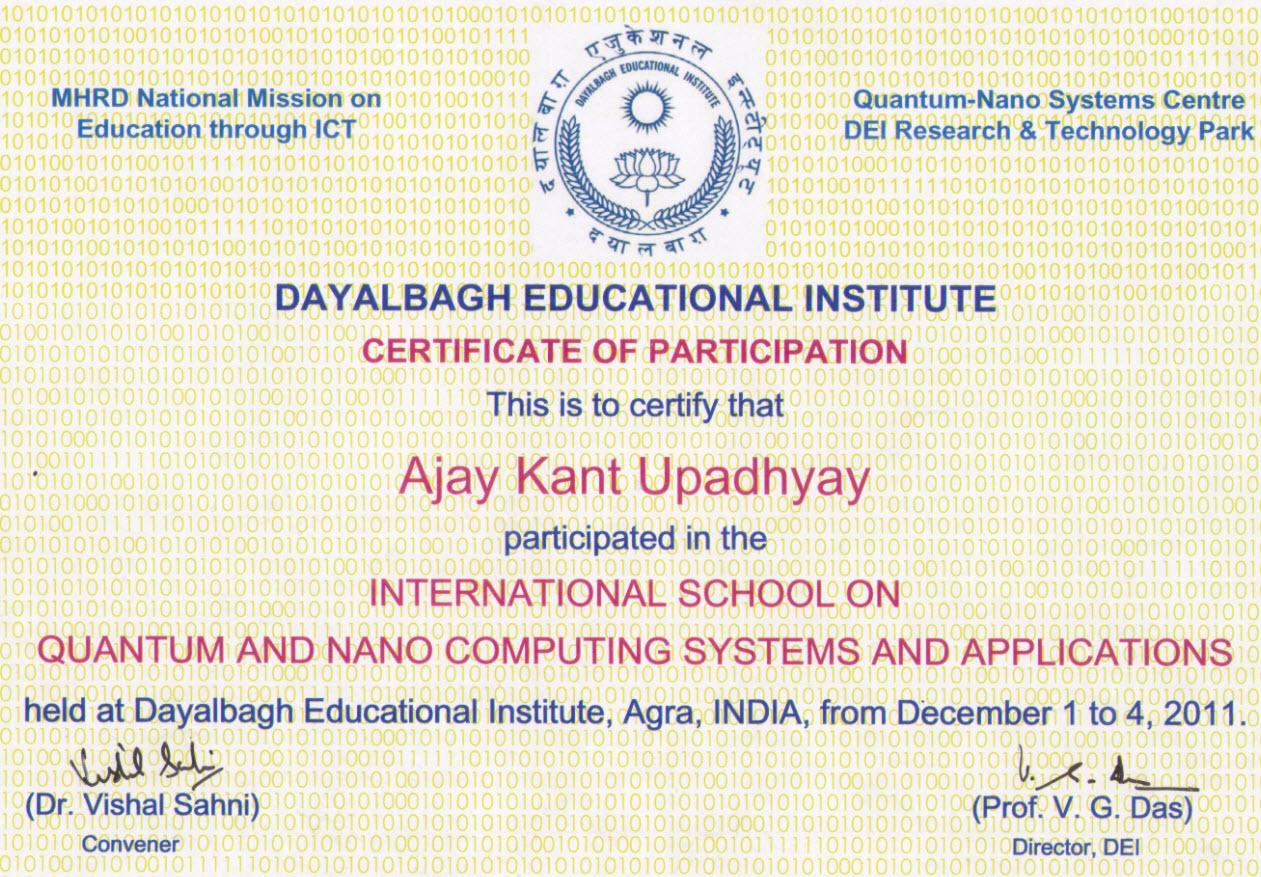 दयालबाग़ एजुकेशनल इन्स्टीट्यूट
DAYALBAGH EDUCATIONAL INSTITUTE
दयालबाग़
MHRD National Mission on
Education through ICT
Quantum-Nano Systems Centre
DEI Research & Technology Park
DAYALBAGH EDUCATIONAL INSTITUTE
CERTIFICATE OF PARTICIPATION
This is to certify that
Ajay Kant Upadhyay
participated in the
INTERNATIONAL SCHOOL ON
QUANTUM AND NANO COMPUTING SYSTEMS AND APPLICATIONS
held at Dayalbagh Educational Institute, Agra, INDIA, from December 1 to 4, 2011.
Vishal Sahni
(Dr. Vishal Sahni)
Convener
(Prof. V. G. Das)
Director, DEI